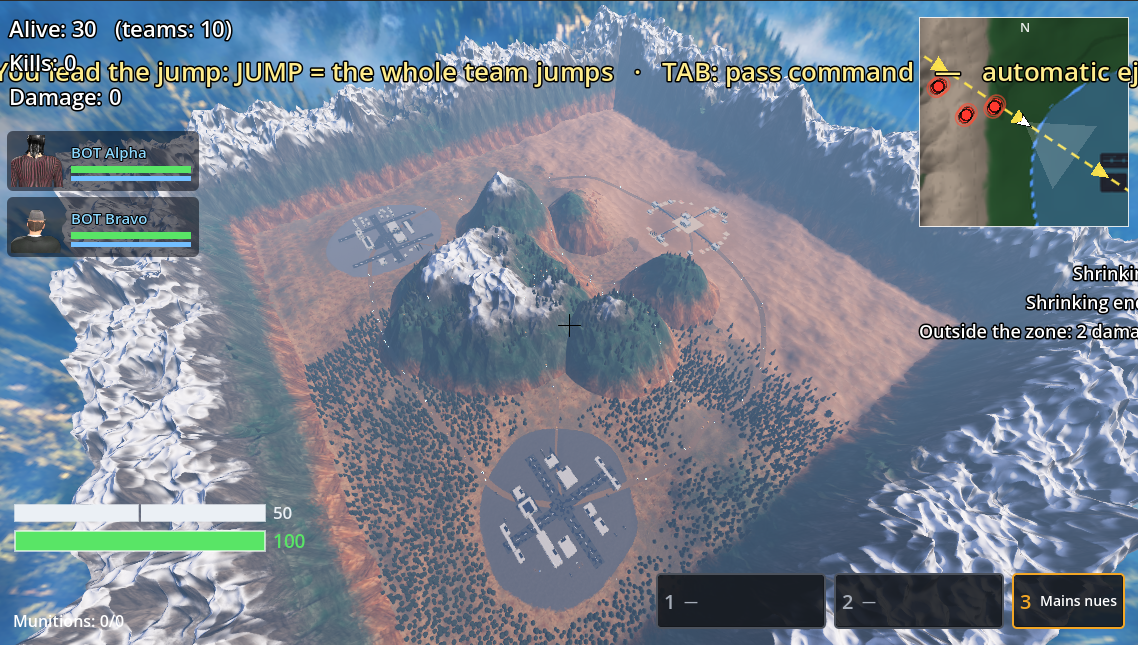 Alive: 30 (teams: 10)
Kills: 0
You lead the jump: JUMP = the whole team jumps · TAB: pass command — automatic ej
Damage: 0
N
BOT Alpha
BOT Bravo
Shrinkin
Shrinking en
Outside the zone: 2 dama
50
100
Munitions: 0/0
1 —
2 —
3 Mains nues